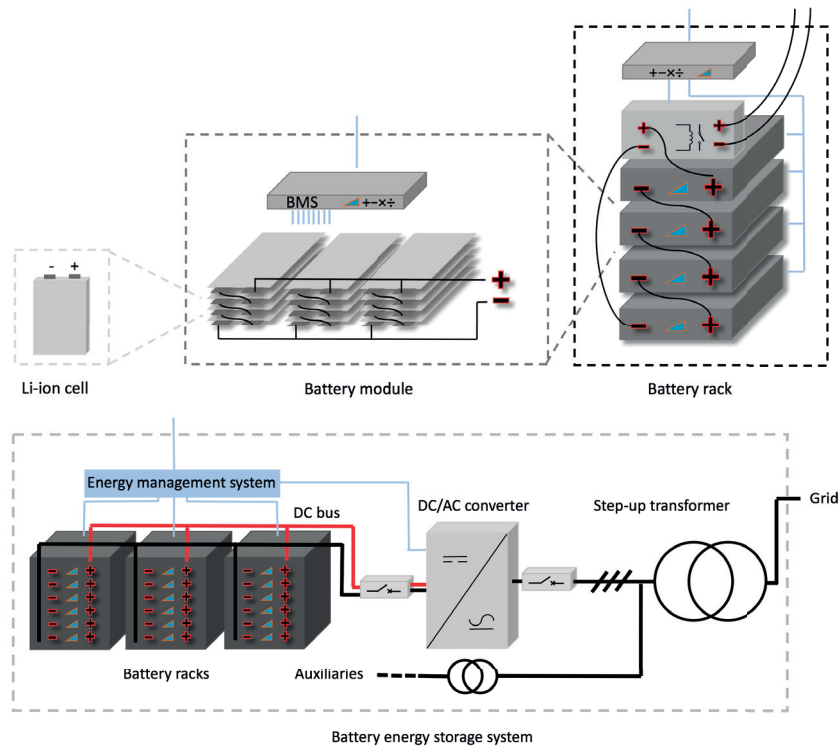 +-×÷
+ +
- -
- +
- +
- +
- +
BMS +-×÷
- +
+
-
Li-ion cell
Battery module
Battery rack
Energy management system
DC bus
DC/AC converter
Step-up transformer
Grid
- + - + - +
- + - + - +
- + - + - +
- + - + - +
- + - + - +
- + - + - +
Battery racks
Auxiliaries
Battery energy storage system